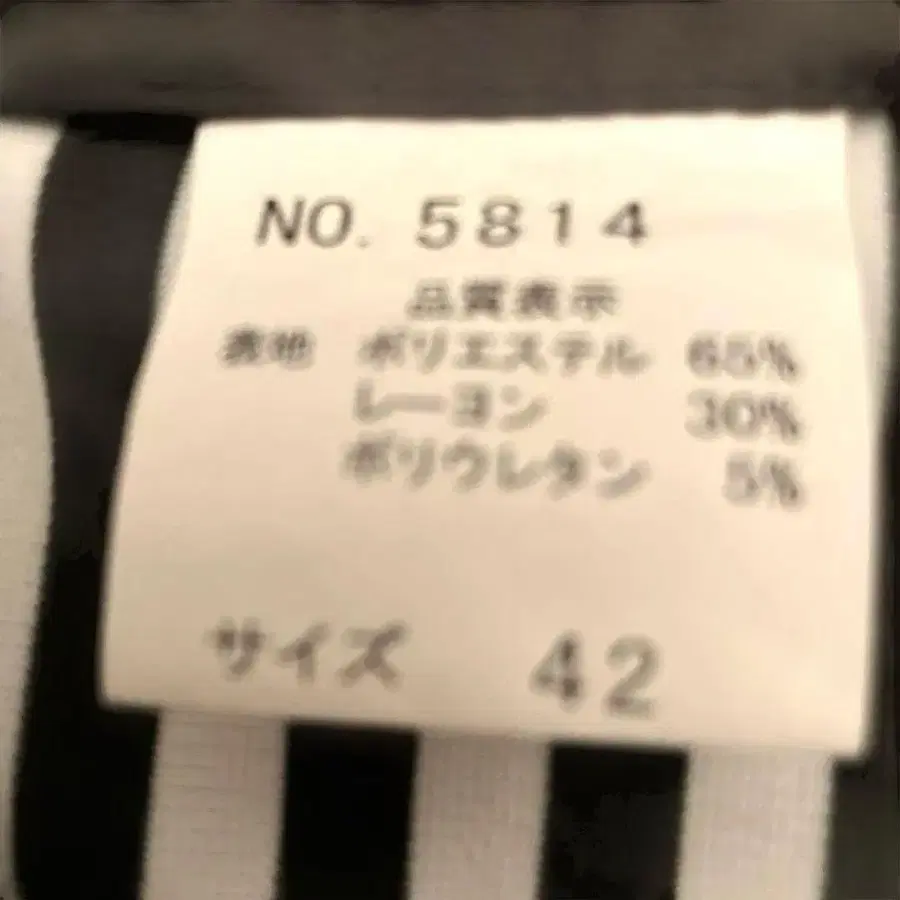 NO. 5814
品質表示
表地 ポリエステル 65%
レーヨン 30%
ポリウレタン 5%
サイズ 42